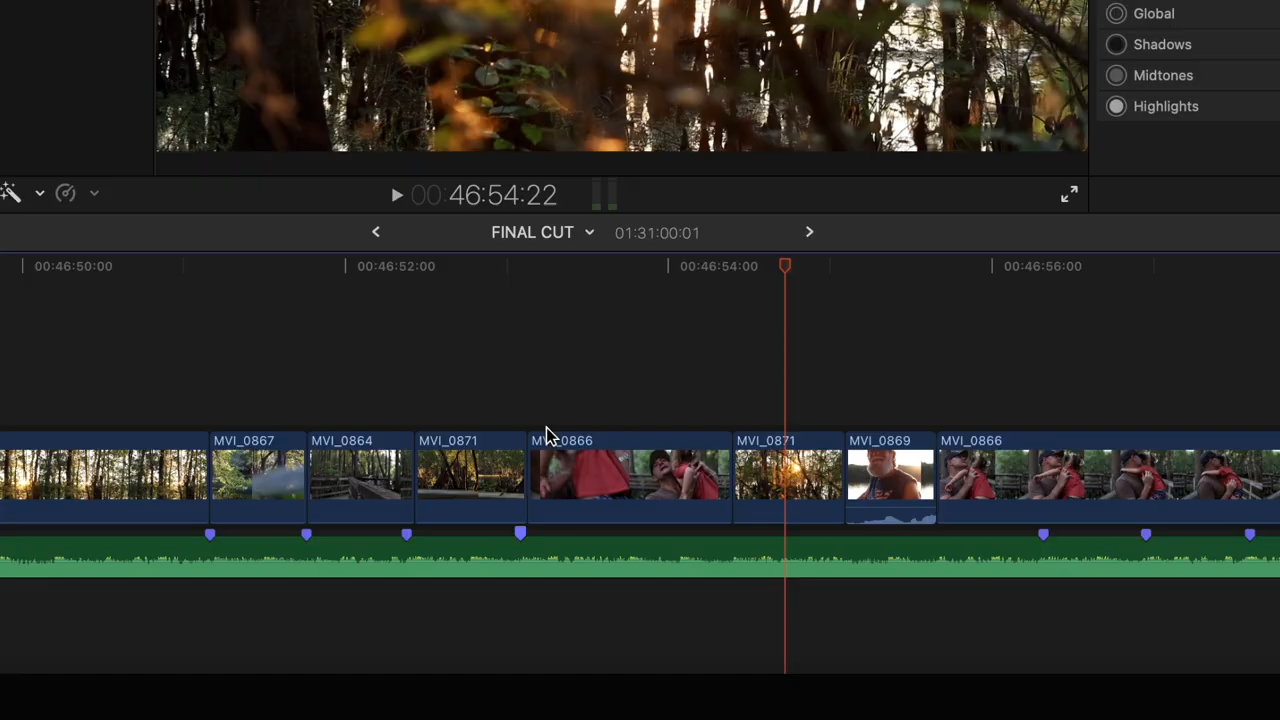 Global
Shadows
Midtones
Highlights
00:46:54:22
FINAL CUT 01:31:00:01
00:46:50:00 00:46:52:00 00:46:54:00 00:46:56:00
MVI_0867 MVI_0864 MVI_0871 MVI_0866 MVI_0871 MVI_0869 MVI_0866